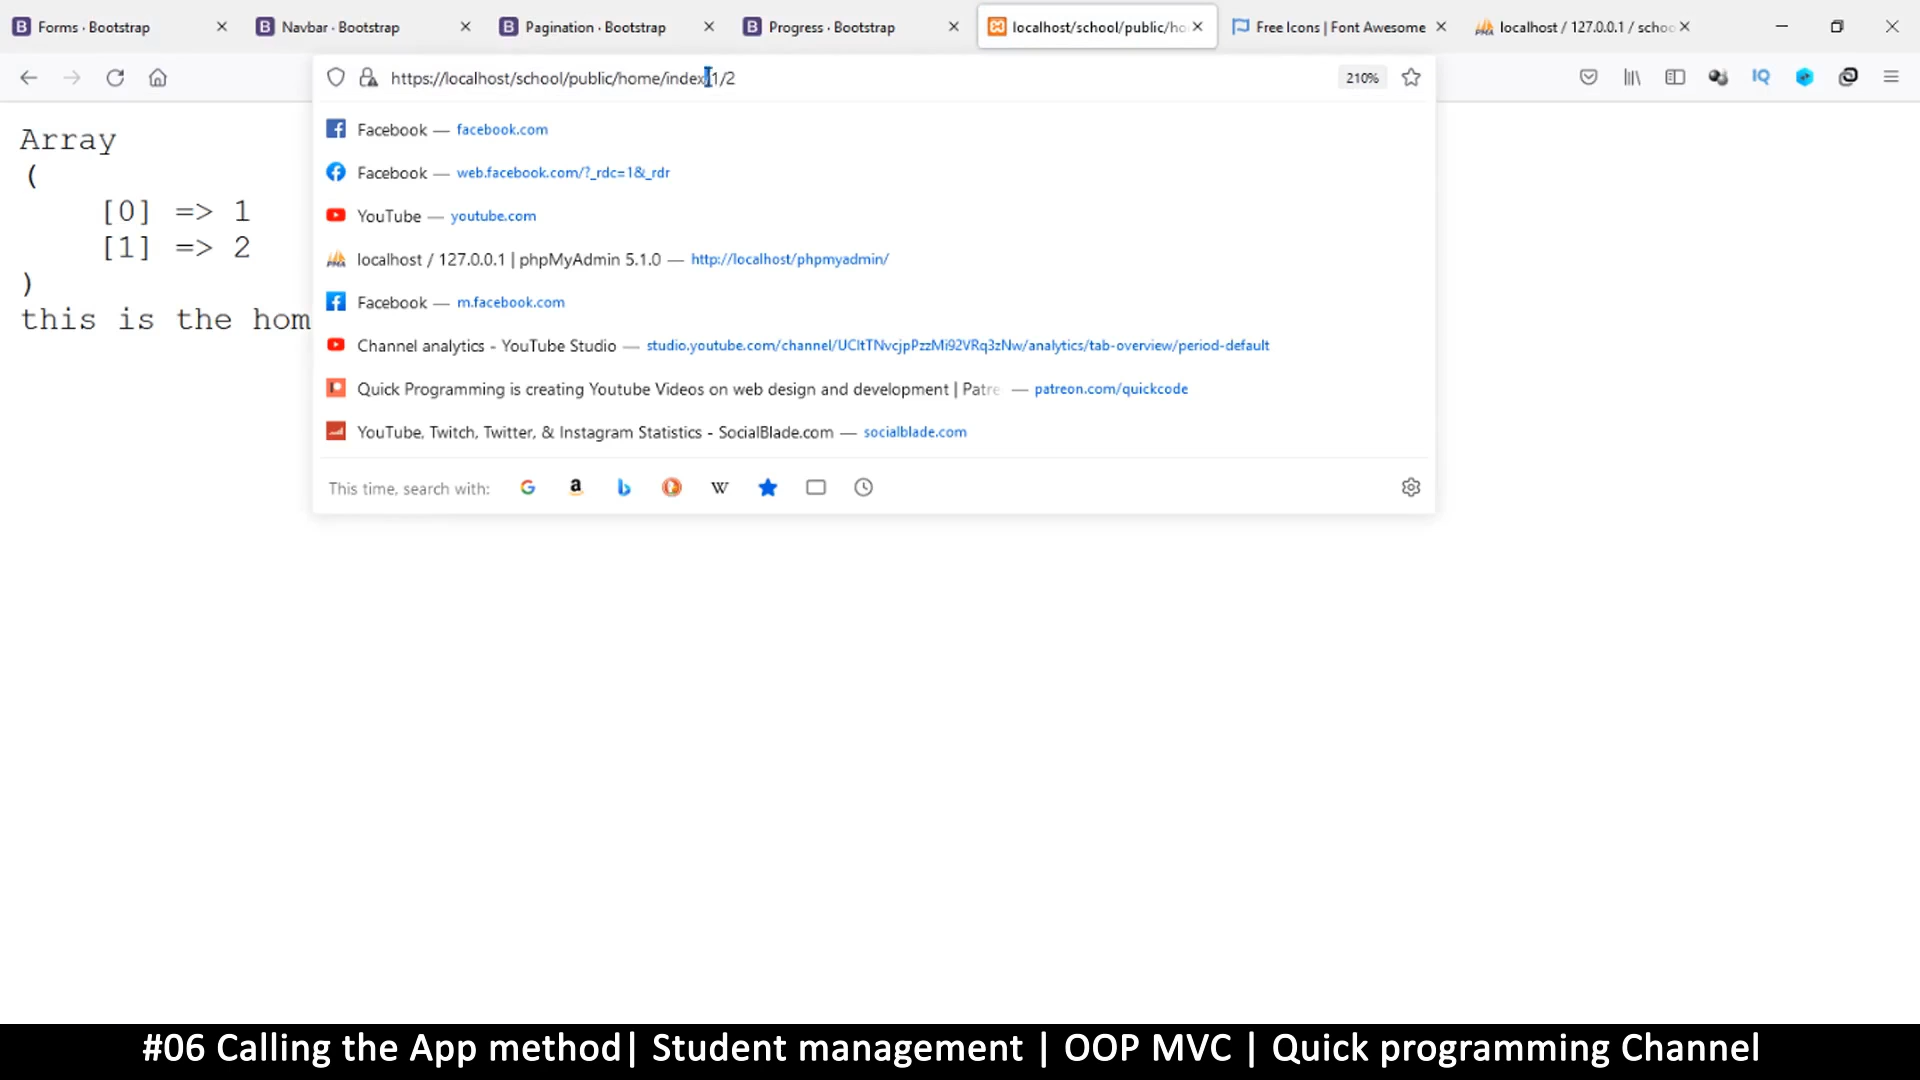 Forms · Bootstrap
Navbar · Bootstrap
Pagination · Bootstrap
Progress · Bootstrap
localhost/school/public/ho
Free Icons | Font Awesome
localhost / 127.0.0.1 / schoo
https://localhost/school/public/home/index/1/2
210%
IQ
Array
(
[0] => 1
[1] => 2
)
this is the hom
Facebook — facebook.com
Facebook — web.facebook.com/?_rdc=1&_rdr
YouTube — youtube.com
localhost / 127.0.0.1 | phpMyAdmin 5.1.0 — http://localhost/phpmyadmin/
Facebook — m.facebook.com
Channel analytics - YouTube Studio — studio.youtube.com/channel/UCltTNvcjpPzzMi92VRq3zNw/analytics/tab-overview/period-default
Quick Programming is creating Youtube Videos on web design and development | Patre — patreon.com/quickcode
YouTube, Twitch, Twitter, & Instagram Statistics - SocialBlade.com — socialblade.com
This time, search with:
#06 Calling the App method| Student management | OOP MVC | Quick programming Channel